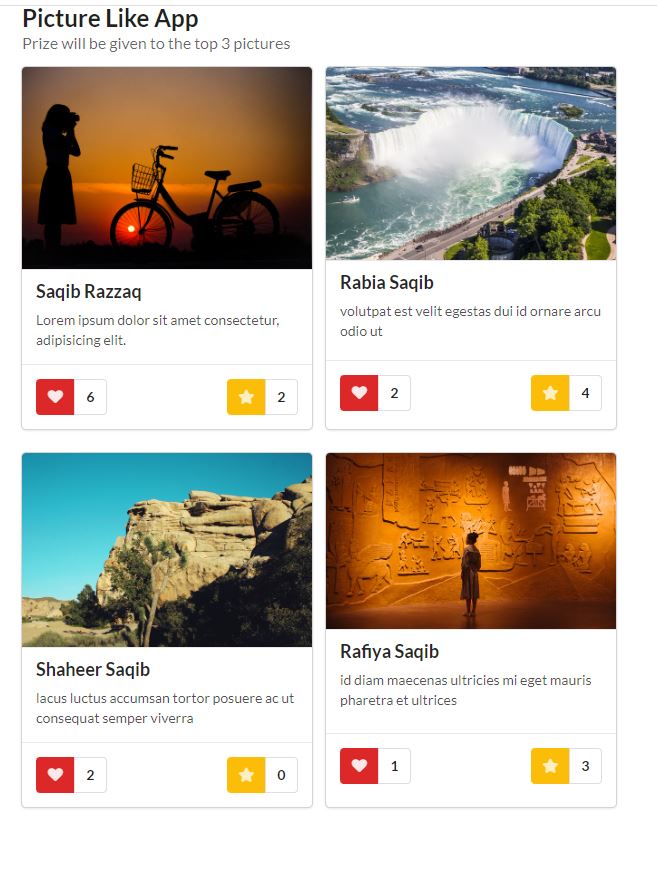 Picture Like App
Prize will be given to the top 3 pictures
Saqib Razzaq
Lorem ipsum dolor sit amet consectetur,
adipisicing elit.
6
2
Rabia Saqib
volutpat est velit egestas dui id ornare arcu
odio ut
2
4
Shaheer Saqib
lacus luctus accumsan tortor posuere ac ut
consequat semper viverra
2
0
Rafiya Saqib
id diam maecenas ultricies mi eget mauris
pharetra et ultrices
1
3